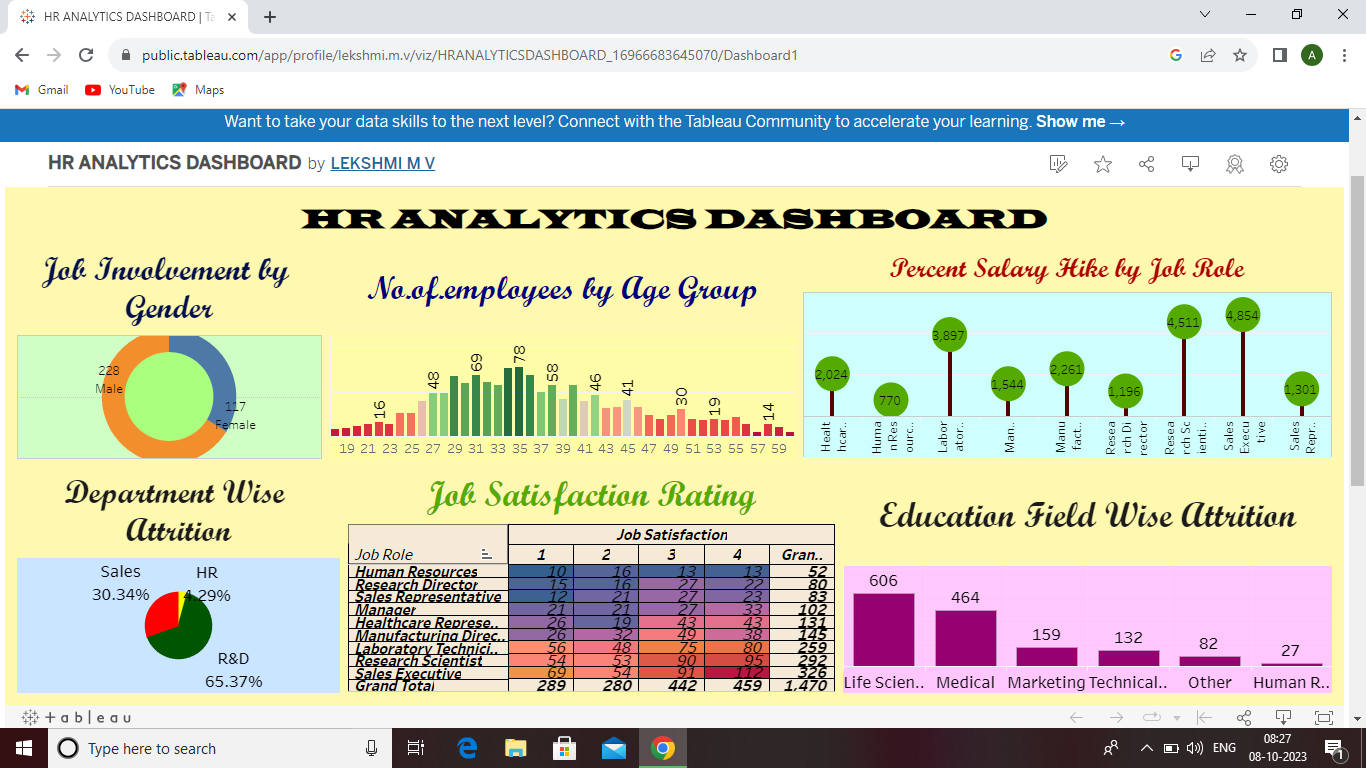 HR ANALYTICS DASHBOARD | Ta
public.tableau.com/app/profile/lekshmi.m.v/viz/HRANALYTICSDASHBOARD_16966683645070/Dashboard1
A
Gmail YouTube Maps
Want to take your data skills to the next level? Connect with the Tableau Community to accelerate your learning. Show me →
HR ANALYTICS DASHBOARD by LEKSHMI M V
HR ANALYTICS DASHBOARD
Job Involvement by
Gender
228
Male
117
Female
No.of.employees by Age Group
16 48 69 78 58 46 41 30 19 14
19 21 23 25 27 29 31 33 35 37 39 41 43 45 47 49 51 53 55 57 59
Percent Salary Hike by Job Role
2,024 770 3,897 1,544 2,261 1,196 4,511 4,854 1,301
Healt hcar..
Huma n Res ourc..
Labor ator..
Man..
Manu fact..
Resea rch Di rector
Resea rch Sc ienti..
Sales Execu tive
Sales Repr..
Department Wise
Attrition
Sales
30.34%
HR
4.29%
R&D
65.37%
Job Satisfaction Rating
Job Satisfaction
Job Role 1 2 3 4 Gran..
Human Resources 10 16 13 13 52
Research Director 15 16 27 22 80
Sales Representative 12 21 27 23 83
Manager 21 21 27 33 102
Healthcare Represe.. 26 19 43 43 131
Manufacturing Direc.. 26 32 49 38 145
Laboratory Technici.. 56 48 75 80 259
Research Scientist 54 53 90 95 292
Sales Executive 69 54 91 112 326
Grand Total 289 280 442 459 1,470
Education Field Wise Attrition
606 464 159 132 82 27
Life Scien.. Medical Marketing Technical.. Other Human R..
+ableau
Type here to search
ENG
08:27
08-10-2023
1